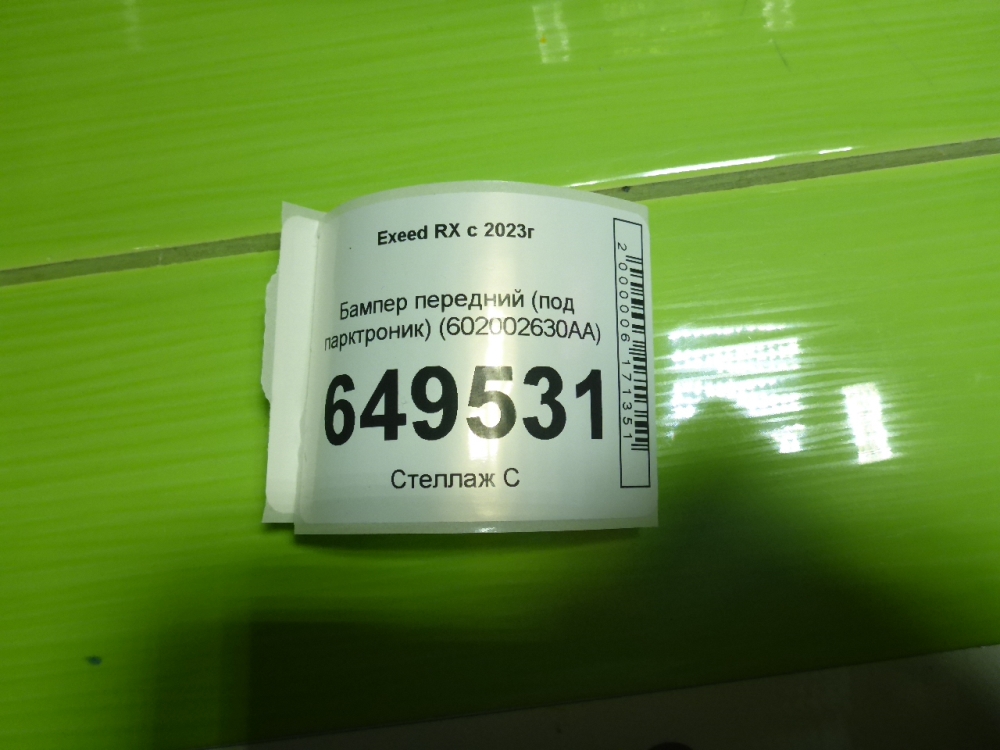 Exeed RX с 2023г
Бампер передний (под
парктроник) (602002630AA)
649531
Стеллаж С
2000006171351